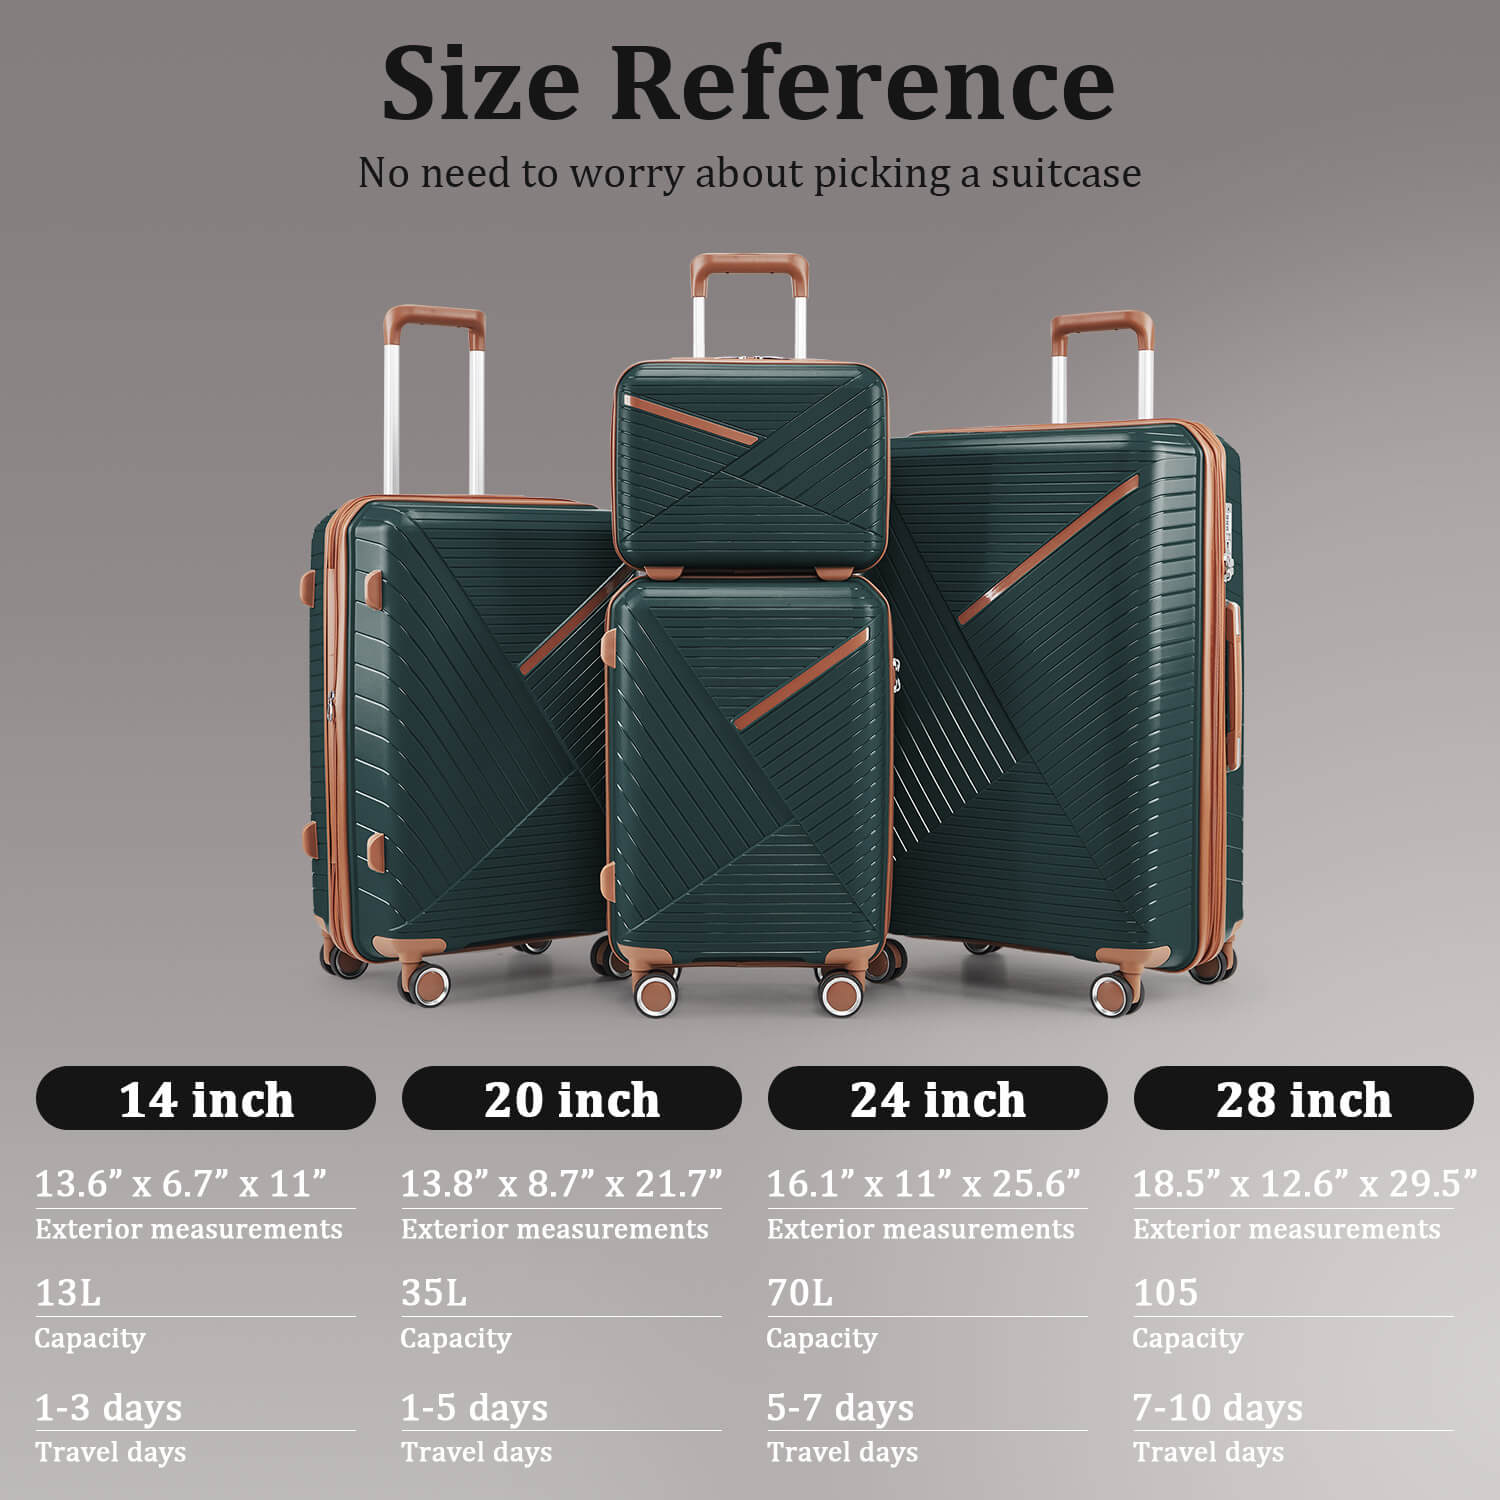 Size Reference
No need to worry about picking a suitcase
14 inch
13.6” x 6.7” x 11”
Exterior measurements
13L
Capacity
1-3 days
Travel days
20 inch
13.8” x 8.7” x 21.7”
Exterior measurements
35L
Capacity
1-5 days
Travel days
24 inch
16.1” x 11” x 25.6”
Exterior measurements
70L
Capacity
5-7 days
Travel days
28 inch
18.5” x 12.6” x 29.5”
Exterior measurements
105
Capacity
7-10 days
Travel days